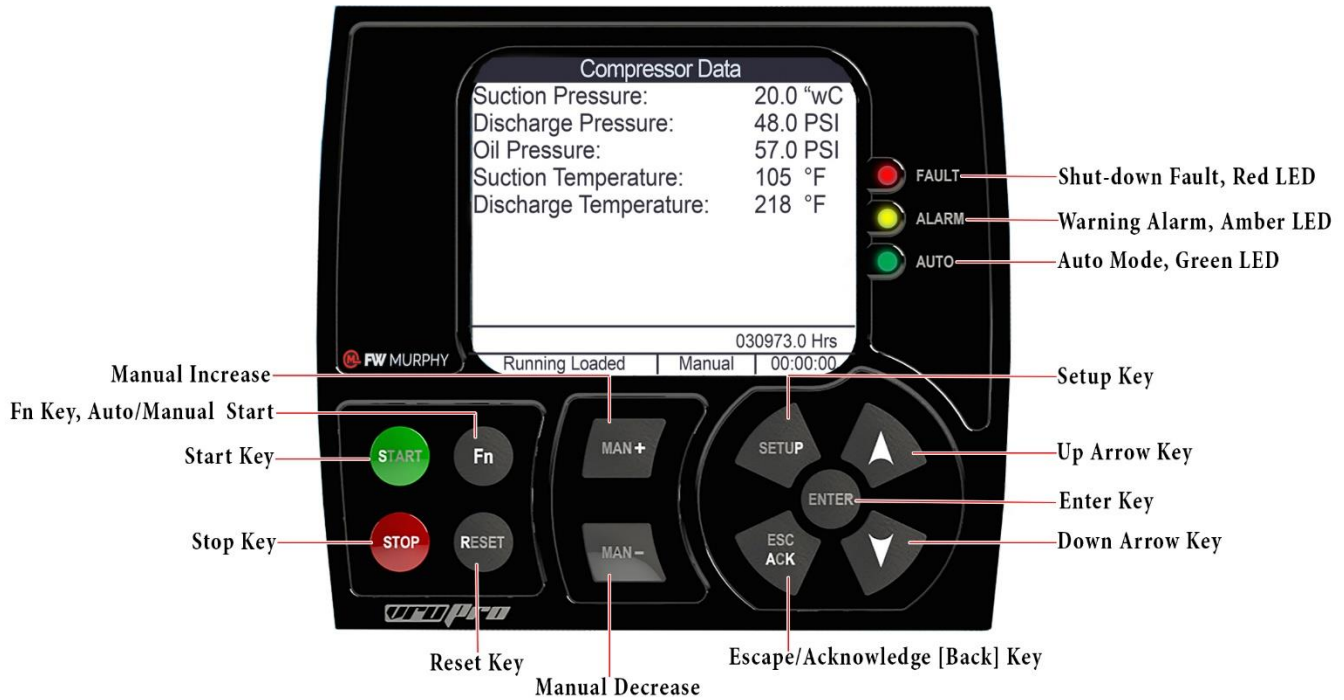 Compressor Data
Suction Pressure: 20.0 “wC
Discharge Pressure: 48.0 PSI
Oil Pressure: 57.0 PSI
Suction Temperature: 105 °F
Discharge Temperature: 218 °F
030973.0 Hrs
Running Loaded Manual 00:00:00
FAULT
ALARM
AUTO
Shut-down Fault, Red LED
Warning Alarm, Amber LED
Auto Mode, Green LED
M FW MURPHY
Manual Increase
Fn Key, Auto/Manual Start
Start Key
Stop Key
START
Fn
STOP
RESET
MAN +
MAN –
SETUP
ENTER
ESC
ACK
Setup Key
Up Arrow Key
Enter Key
Down Arrow Key
Reset Key
Manual Decrease
Escape/Acknowledge [Back] Key